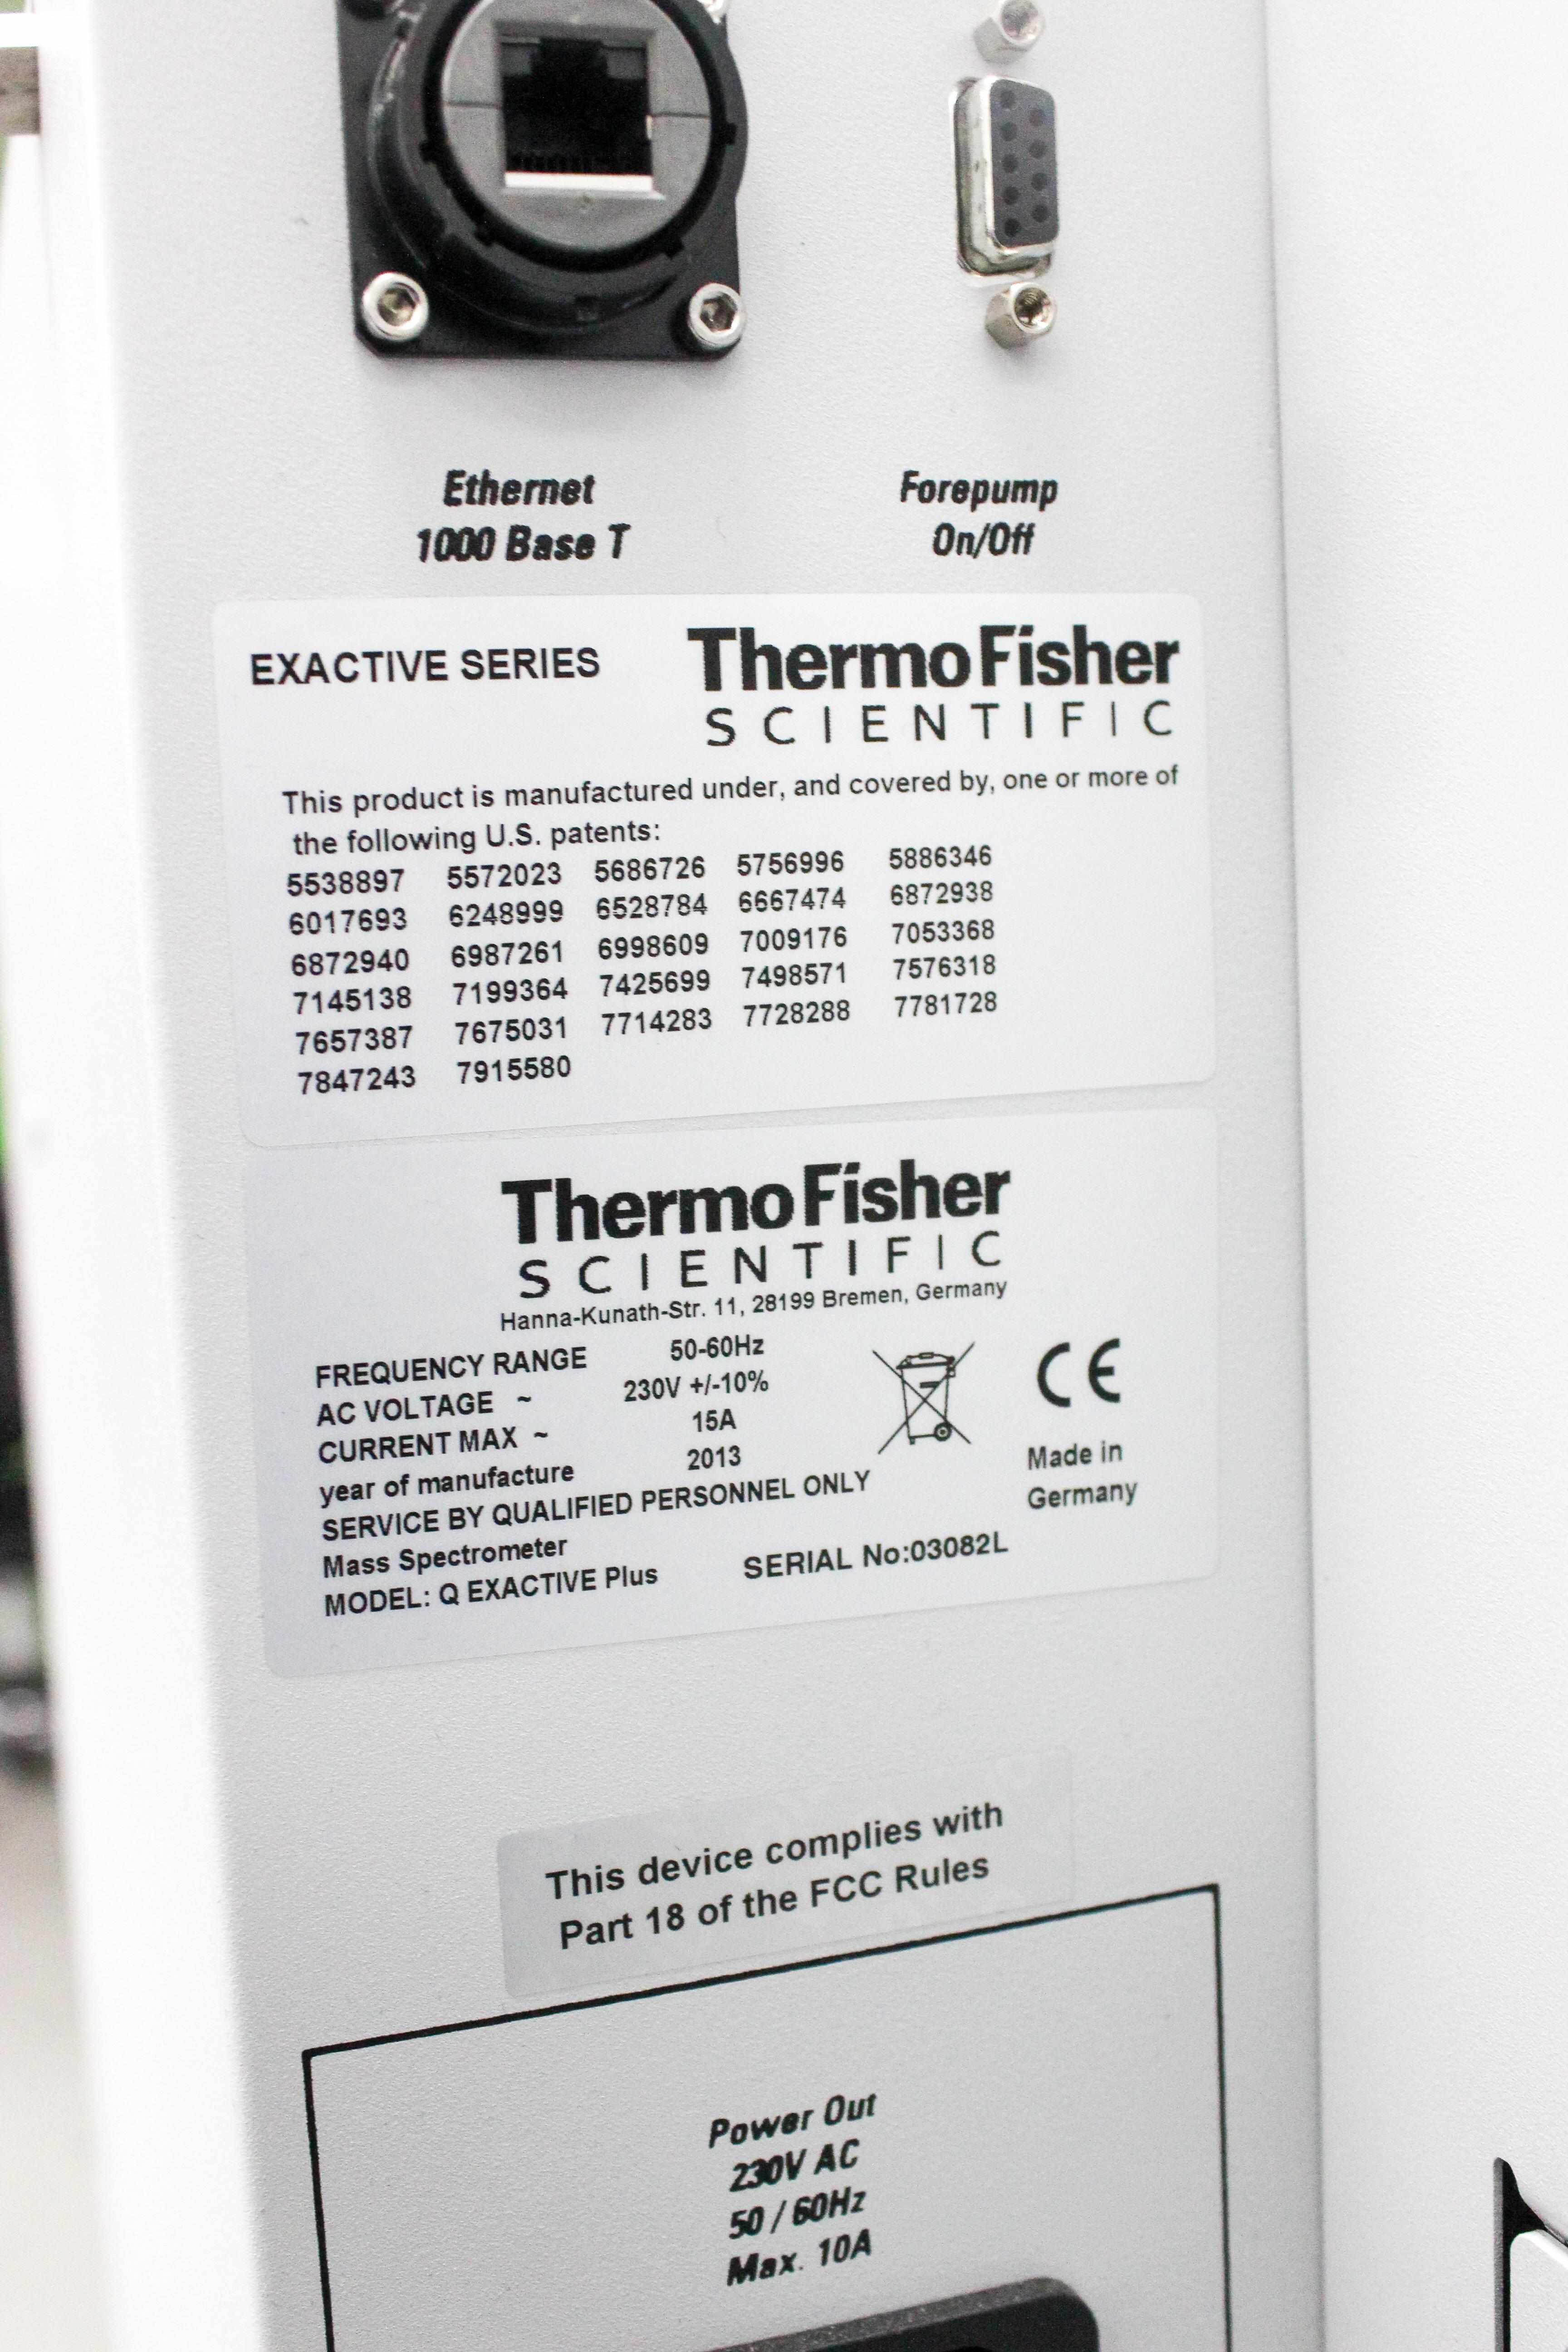 Ethernet
1000 Base T
Forepump
On/Off
EXACTIVE SERIES
ThermoFisher
SCIENTIFIC
This product is manufactured under, and covered by, one or more of
the following U.S. patents:
5538897 5572023 5686726 5756996 5886346
6017693 6248999 6528784 6667474 6872938
6872940 6987261 6998609 7009176 7053368
7145138 7199364 7425699 7498571 7576318
7657387 7675031 7714283 7728288 7781728
7847243 7915580
ThermoFisher
SCIENTIFIC
Hanna-Kunath-Str. 11, 28199 Bremen, Germany
FREQUENCY RANGE 50-60Hz
AC VOLTAGE ~ 230V +/-10%
CURRENT MAX ~ 15A
year of manufacture 2013
SERVICE BY QUALIFIED PERSONNEL ONLY
Mass Spectrometer
MODEL: Q EXACTIVE Plus SERIAL No:03082L
CE
Made in
Germany
This device complies with
Part 18 of the FCC Rules
Power Out
230V AC
50 / 60Hz
Max. 10A